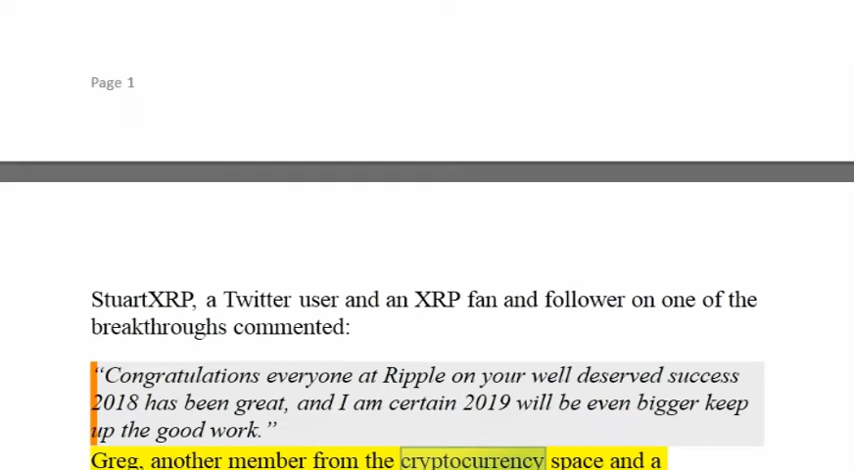 Page 1
StuartXRP, a Twitter user and an XRP fan and follower on one of the
breakthroughs commented:
“Congratulations everyone at Ripple on your well deserved success
2018 has been great, and I am certain 2019 will be even bigger keep
up the good work.”
Greg, another member from the cryptocurrency space and a